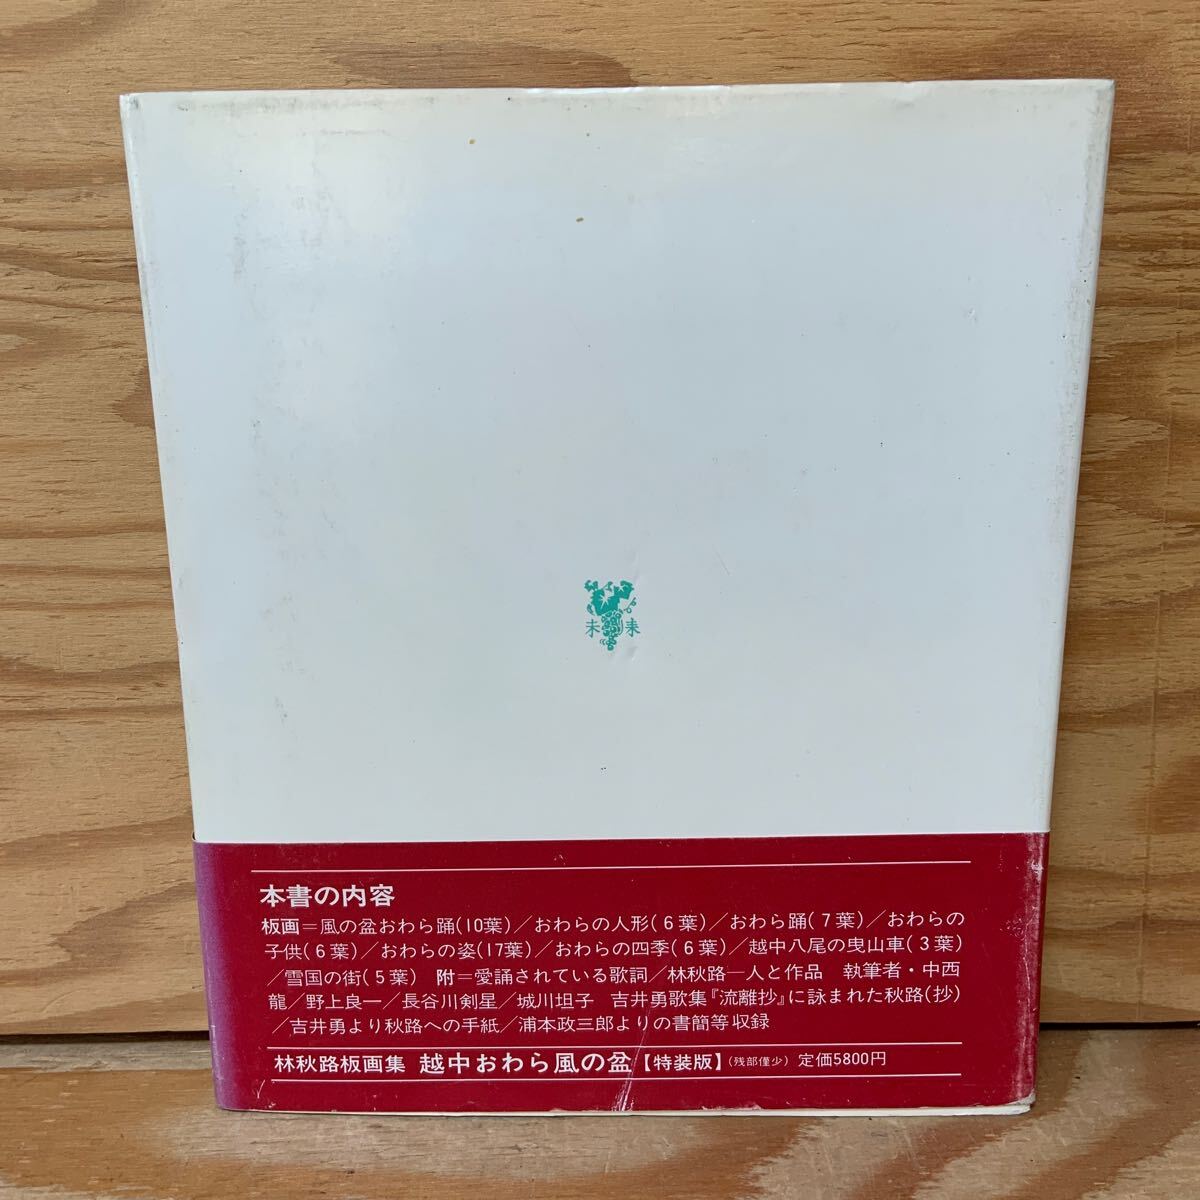 未来
本書の内容
板画＝風の盆おわら踊(10葉)／おわらの人形(6葉)／おわら踊(7葉)／おわらの
子供(6葉)／おわらの姿(17葉)／おわらの四季(6葉)／越中八尾の曳山車(3葉)
／雪国の街(5葉)　附＝愛誦されている歌詞／林秋路―人と作品　執筆者・中西
龍／野上良一／長谷川剣星／城川坦子　吉井勇歌集『流離抄』に詠まれた秋路(抄)
／吉井勇より秋路への手紙／浦本政三郎よりの書簡等収録
林秋路板画集　越中おわら風の盆【特装版】(残部僅少)　定価5800円